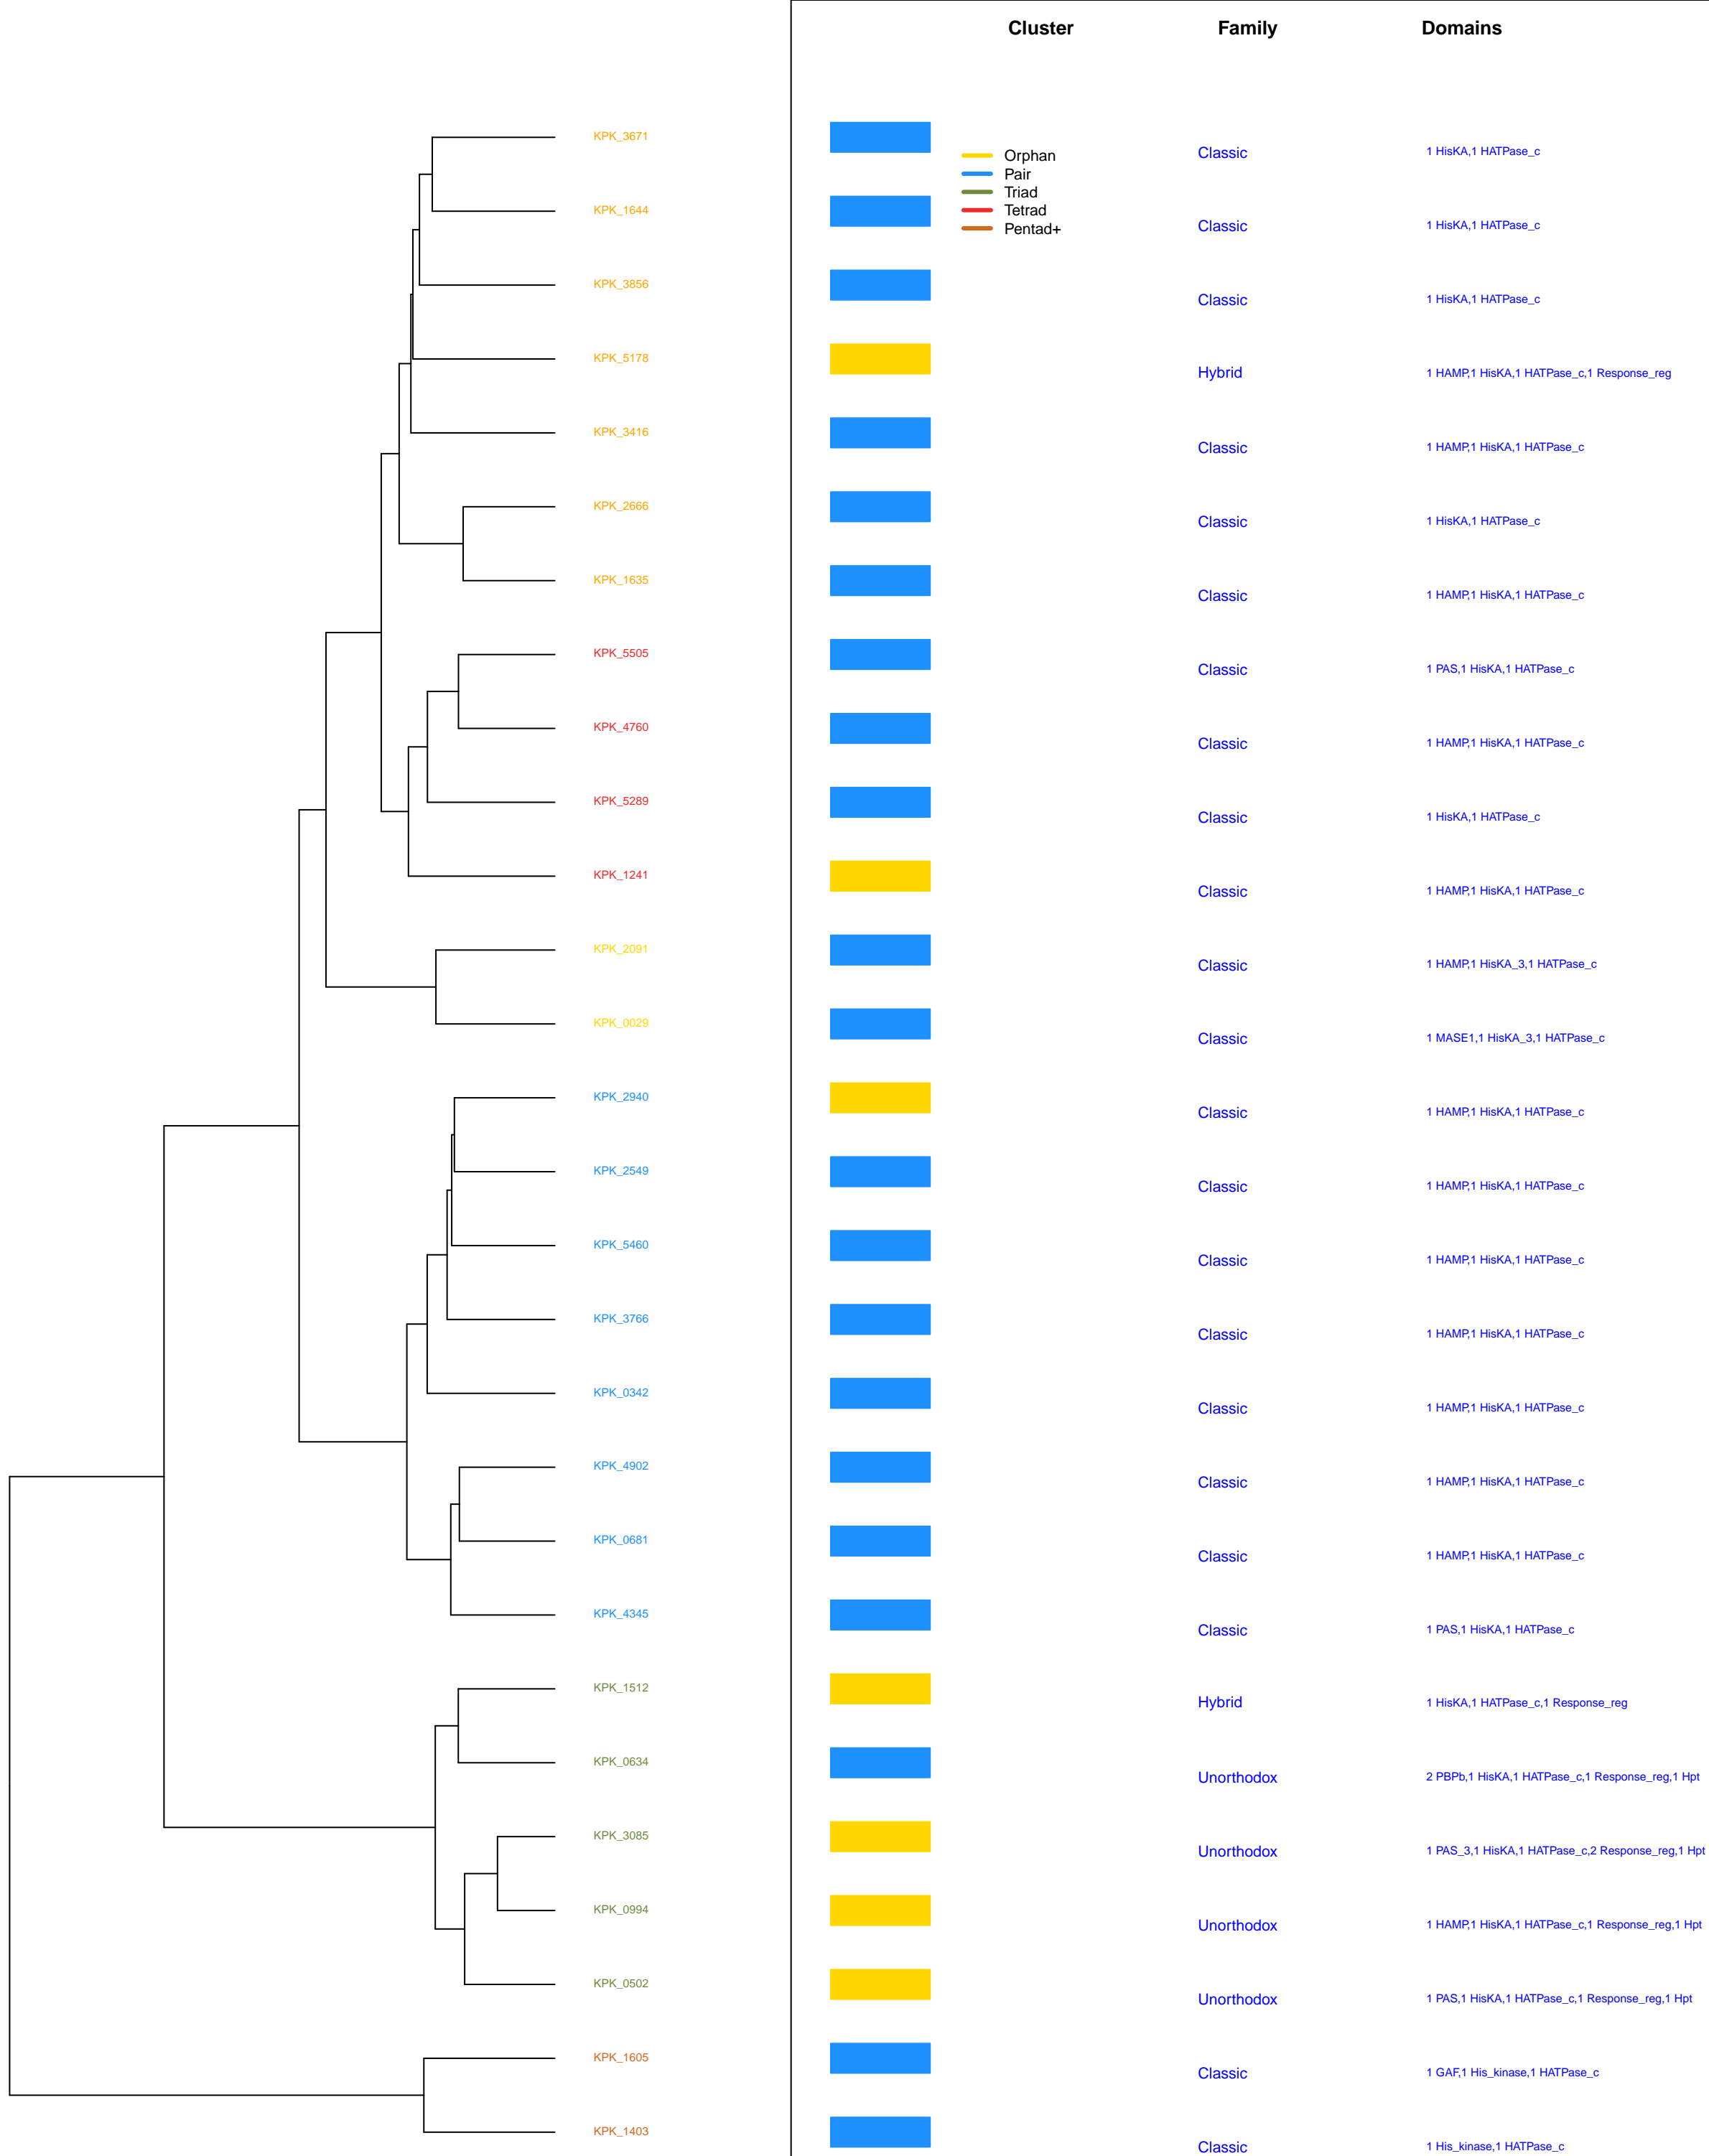 Cluster Family Domains
KPK_3671 Classic 1 HisKA,1 HATPase_c
Orphan
Pair
Triad
Tetrad
Pentad+
KPK_1644 Classic 1 HisKA,1 HATPase_c
KPK_3856 Classic 1 HisKA,1 HATPase_c
KPK_5178 Hybrid 1 HAMP,1 HisKA,1 HATPase_c,1 Response_reg
KPK_3416 Classic 1 HAMP,1 HisKA,1 HATPase_c
KPK_2666 Classic 1 HisKA,1 HATPase_c
KPK_1635 Classic 1 HAMP,1 HisKA,1 HATPase_c
KPK_5505 Classic 1 PAS,1 HisKA,1 HATPase_c
KPK_4760 Classic 1 HAMP,1 HisKA,1 HATPase_c
KPK_5289 Classic 1 HisKA,1 HATPase_c
KPK_1241 Classic 1 HAMP,1 HisKA,1 HATPase_c
KPK_2091 Classic 1 HAMP,1 HisKA_3,1 HATPase_c
KPK_0029 Classic 1 MASE1,1 HisKA_3,1 HATPase_c
KPK_2940 Classic 1 HAMP,1 HisKA,1 HATPase_c
KPK_2549 Classic 1 HAMP,1 HisKA,1 HATPase_c
KPK_5460 Classic 1 HAMP,1 HisKA,1 HATPase_c
KPK_3766 Classic 1 HAMP,1 HisKA,1 HATPase_c
KPK_0342 Classic 1 HAMP,1 HisKA,1 HATPase_c
KPK_4902 Classic 1 HAMP,1 HisKA,1 HATPase_c
KPK_0681 Classic 1 HAMP,1 HisKA,1 HATPase_c
KPK_4345 Classic 1 PAS,1 HisKA,1 HATPase_c
KPK_1512 Hybrid 1 HisKA,1 HATPase_c,1 Response_reg
KPK_0634 Unorthodox 2 PBPb,1 HisKA,1 HATPase_c,1 Response_reg,1 Hpt
KPK_3085 Unorthodox 1 PAS_3,1 HisKA,1 HATPase_c,2 Response_reg,1 Hpt
KPK_0994 Unorthodox 1 HAMP,1 HisKA,1 HATPase_c,1 Response_reg,1 Hpt
KPK_0502 Unorthodox 1 PAS,1 HisKA,1 HATPase_c,1 Response_reg,1 Hpt
KPK_1605 Classic 1 GAF,1 His_kinase,1 HATPase_c
KPK_1403 Classic 1 His_kinase,1 HATPase_c